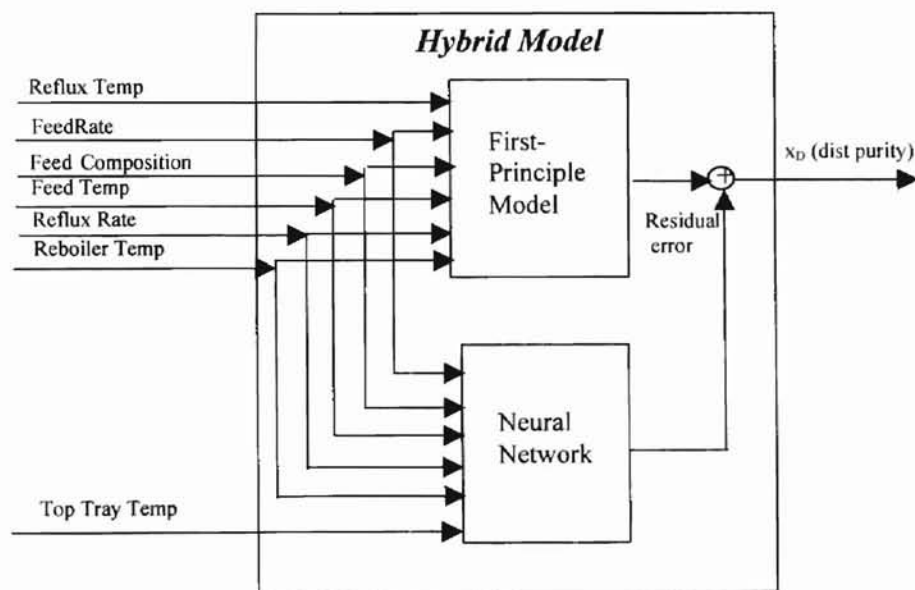 Hybrid Model
Reflux Temp
FeedRate
Feed Composition
Feed Temp
Reflux Rate
Reboiler Temp
First-
Principle
Model
+
x_D (dist purity)
Residual
error
Neural
Network
Top Tray Temp